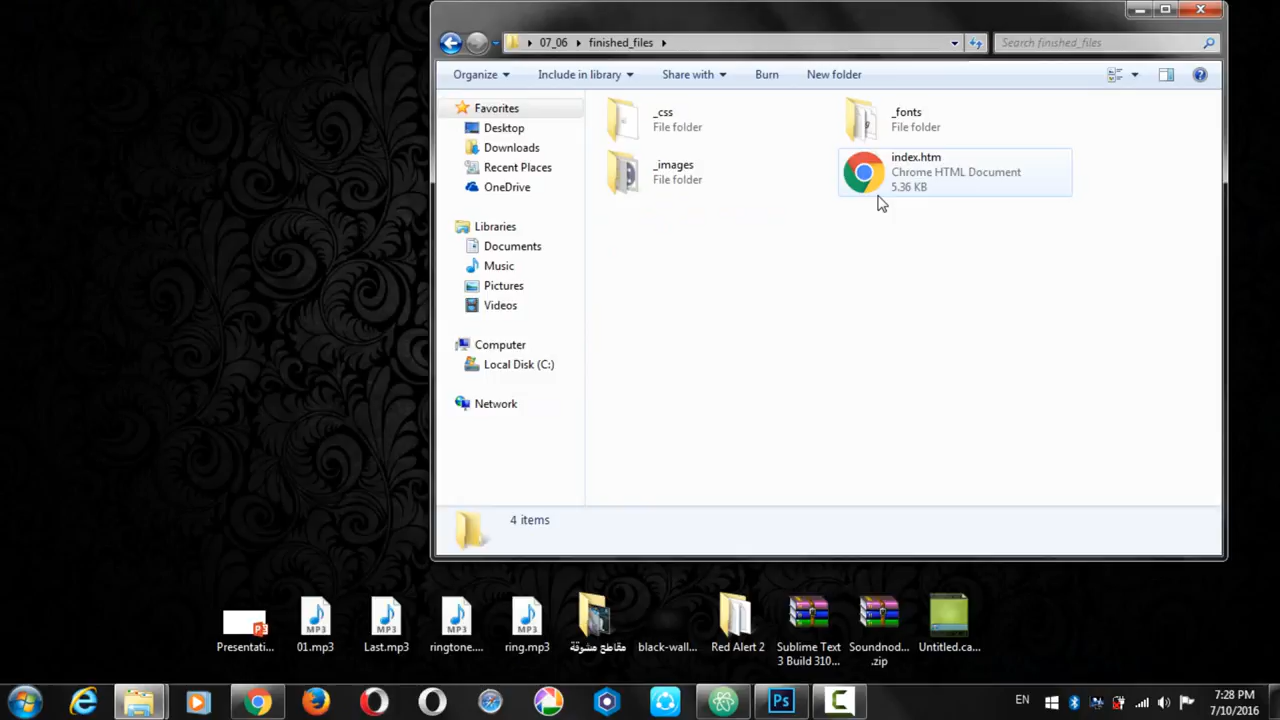 07_06
finished_files
Search finished_files
Organize
Include in library
Share with
Burn
New folder
Favorites
Desktop
Downloads
Recent Places
OneDrive
Libraries
Documents
Music
Pictures
Videos
Computer
Local Disk (C:)
Network
_css
File folder
_fonts
File folder
_images
File folder
index.htm
Chrome HTML Document
5.36 KB
4 items
Presentati...
01.mp3
Last.mp3
ringtone....
ring.mp3
مقاطع مشوقة
black-wall...
Red Alert 2
Sublime Text
3 Build 310...
Soundnod...
.zip
Untitled.ca...
EN
7:28 PM
7/10/2016